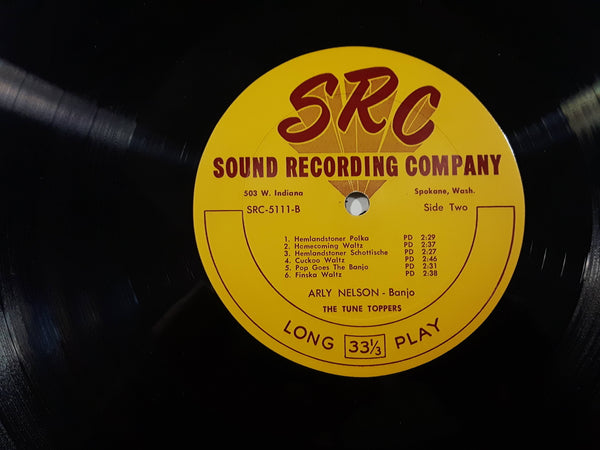 SRC
SOUND RECORDING COMPANY
503 W. Indiana Spokane, Wash.
SRC-5111-B Side Two
1. Hemlandstoner Polka PD 2:29
2. Homecoming Waltz PD 2:37
3. Hemlandstoner Schottische PD 2:27
4. Cuckoo Waltz PD 2:46
5. Pop Goes The Banjo PD 2:31
6. Finska Waltz PD 2:38
ARLY NELSON - Banjo
THE TUNE TOPPERS
LONG 33⅓ PLAY